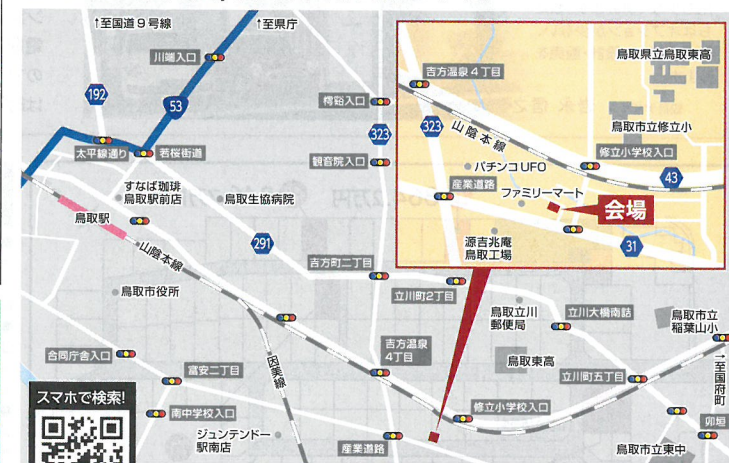 ↑至国道9号線
↑至県庁
川端入口
192
53
樗谿入口
323
太平線通り
若桜街道
観音院入口
すなば珈琲
鳥取駅前店
鳥取生協病院
鳥取駅
山陰本線
291
吉方町二丁目
立川町2丁目
鳥取市役所
鳥取立川
郵便局
立川大橋南詰
鳥取市立
稲葉山小
合同庁舎入口
因美線
吉方温泉
4丁目
鳥取東高
→至国府町
富安二丁目
立川町五丁目
スマホで検索!
南中学校入口
修立小学校入口
卯垣
ジュンテンドー
駅南店
産業道路
鳥取市立東中
鳥取県立鳥取東高
吉方温泉4丁目
323
山陰本線
鳥取市立修立小
修立小学校入口
パチンコUFO
43
産業道路
ファミリーマート
会場
源吉兆庵
鳥取工場
31